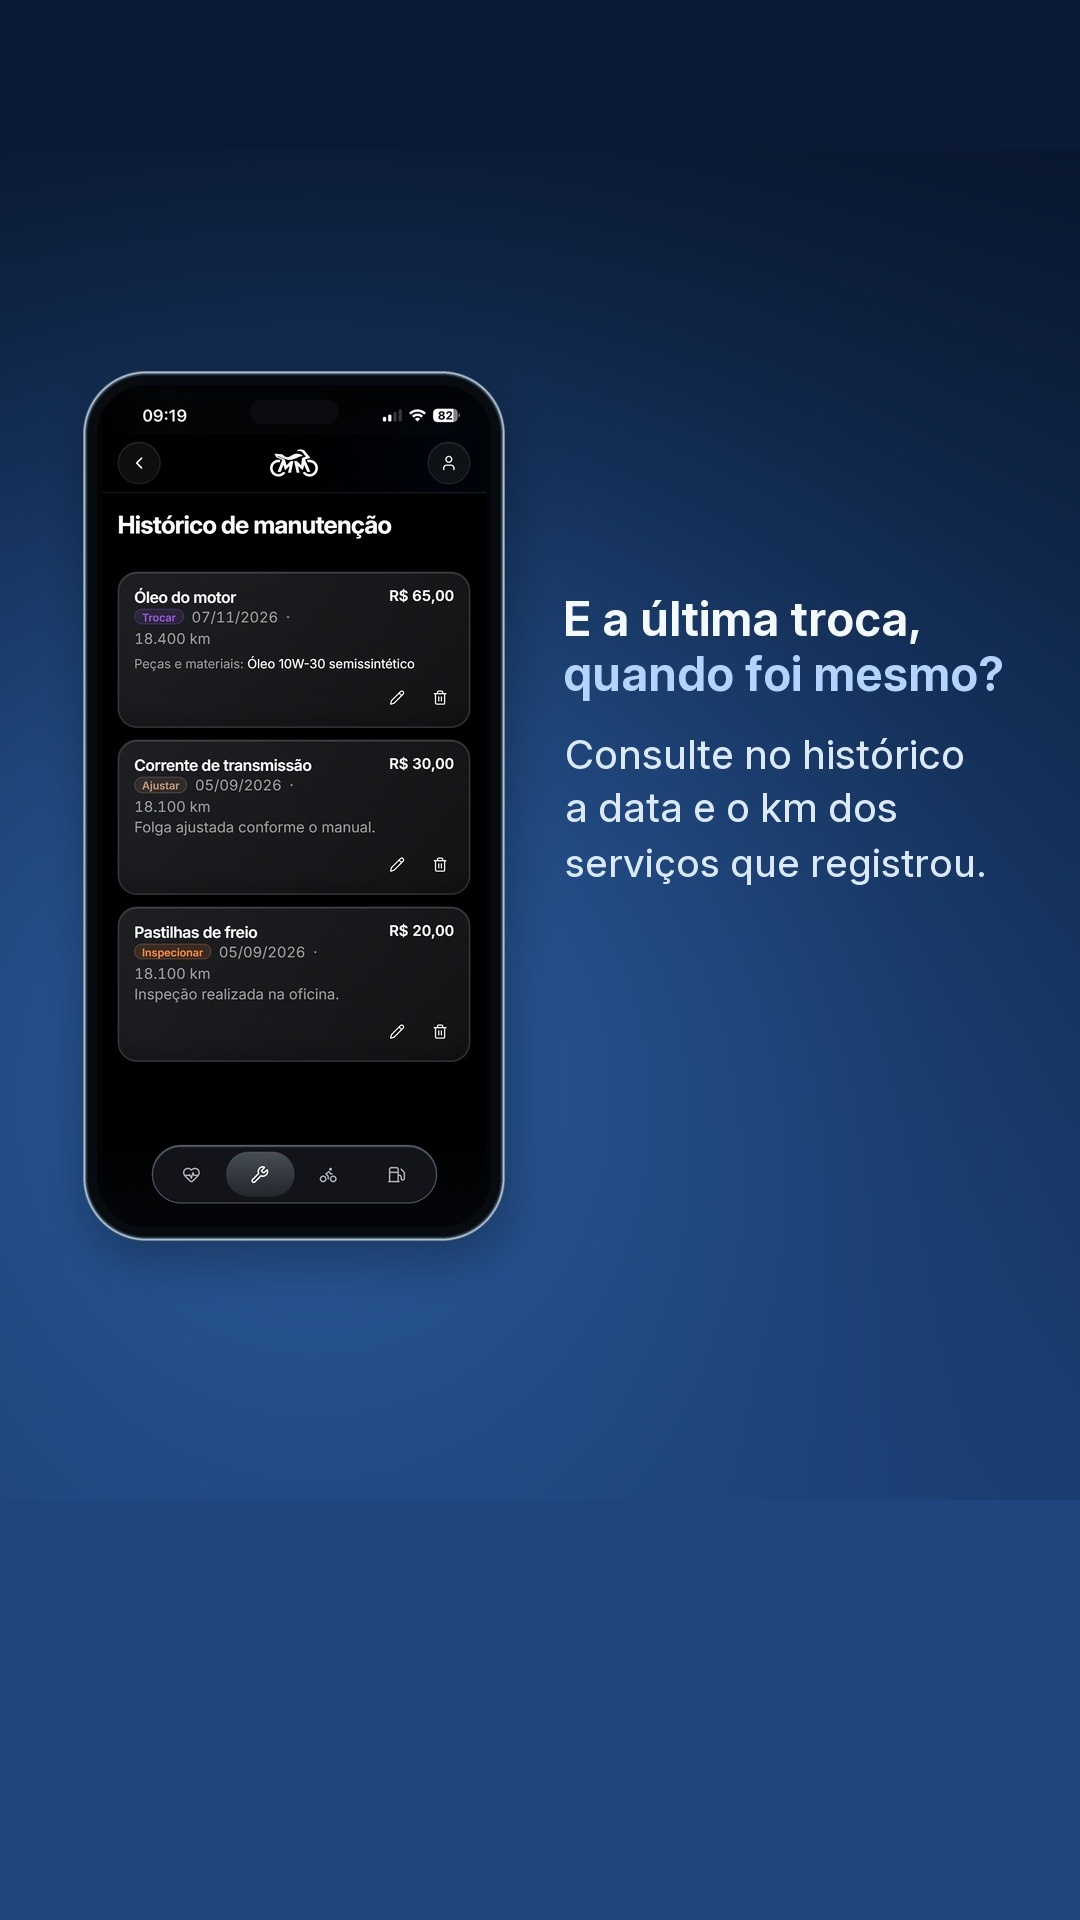 09:19
82
MM
Histórico de manutenção
Óleo do motor
R$ 65,00
Trocar 07/11/2026 ·
18.400 km
Peças e materiais: Óleo 10W-30 semissintético
Corrente de transmissão
R$ 30,00
Ajustar 05/09/2026 ·
18.100 km
Folga ajustada conforme o manual.
Pastilhas de freio
R$ 20,00
Inspecionar 05/09/2026 ·
18.100 km
Inspeção realizada na oficina.
E a última troca,
quando foi mesmo?
Consulte no histórico
a data e o km dos
serviços que registrou.